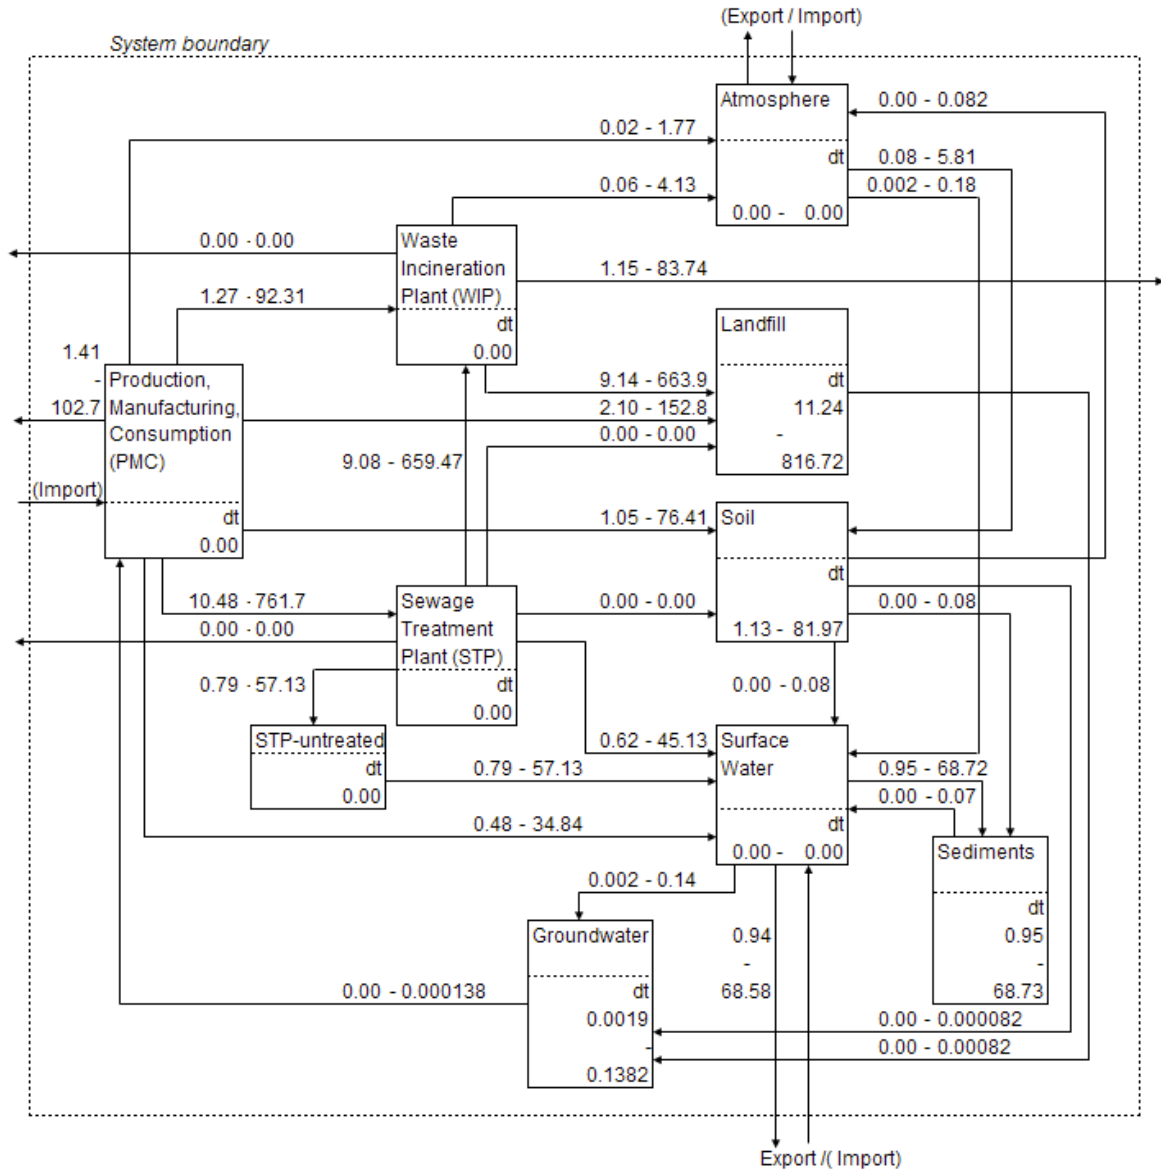 (Export / Import)
System boundary
Atmosphere
dt
0.00 - 0.00
0.00 - 0.082
0.02 - 1.77
0.08 - 5.81
0.002 - 0.18
0.06 - 4.13
0.00 - 0.00
Waste
Incineration
Plant (WIP)
dt
0.00
1.15 - 83.74
1.27 - 92.31
Landfill
dt
11.24
-
816.72
1.41
-
102.7
Production,
Manufacturing,
Consumption
(PMC)
dt
0.00
9.14 - 663.9
2.10 - 152.8
0.00 - 0.00
9.08 - 659.47
(Import)
1.05 - 76.41
Soil
dt
1.13 - 81.97
10.48 - 761.7
0.00 - 0.00
Sewage
Treatment
Plant (STP)
dt
0.00
0.00 - 0.00
0.00 - 0.08
0.79 - 57.13
0.00 - 0.08
STP-untreated
dt
0.00
0.62 - 45.13
0.79 - 57.13
0.48 - 34.84
Surface
Water
dt
0.00 - 0.00
0.95 - 68.72
0.00 - 0.07
Sediments
dt
0.95
-
68.73
0.002 - 0.14
Groundwater
dt
0.0019
-
0.1382
0.94
-
68.58
0.00 - 0.000138
0.00 - 0.000082
0.00 - 0.00082
Export /( Import)